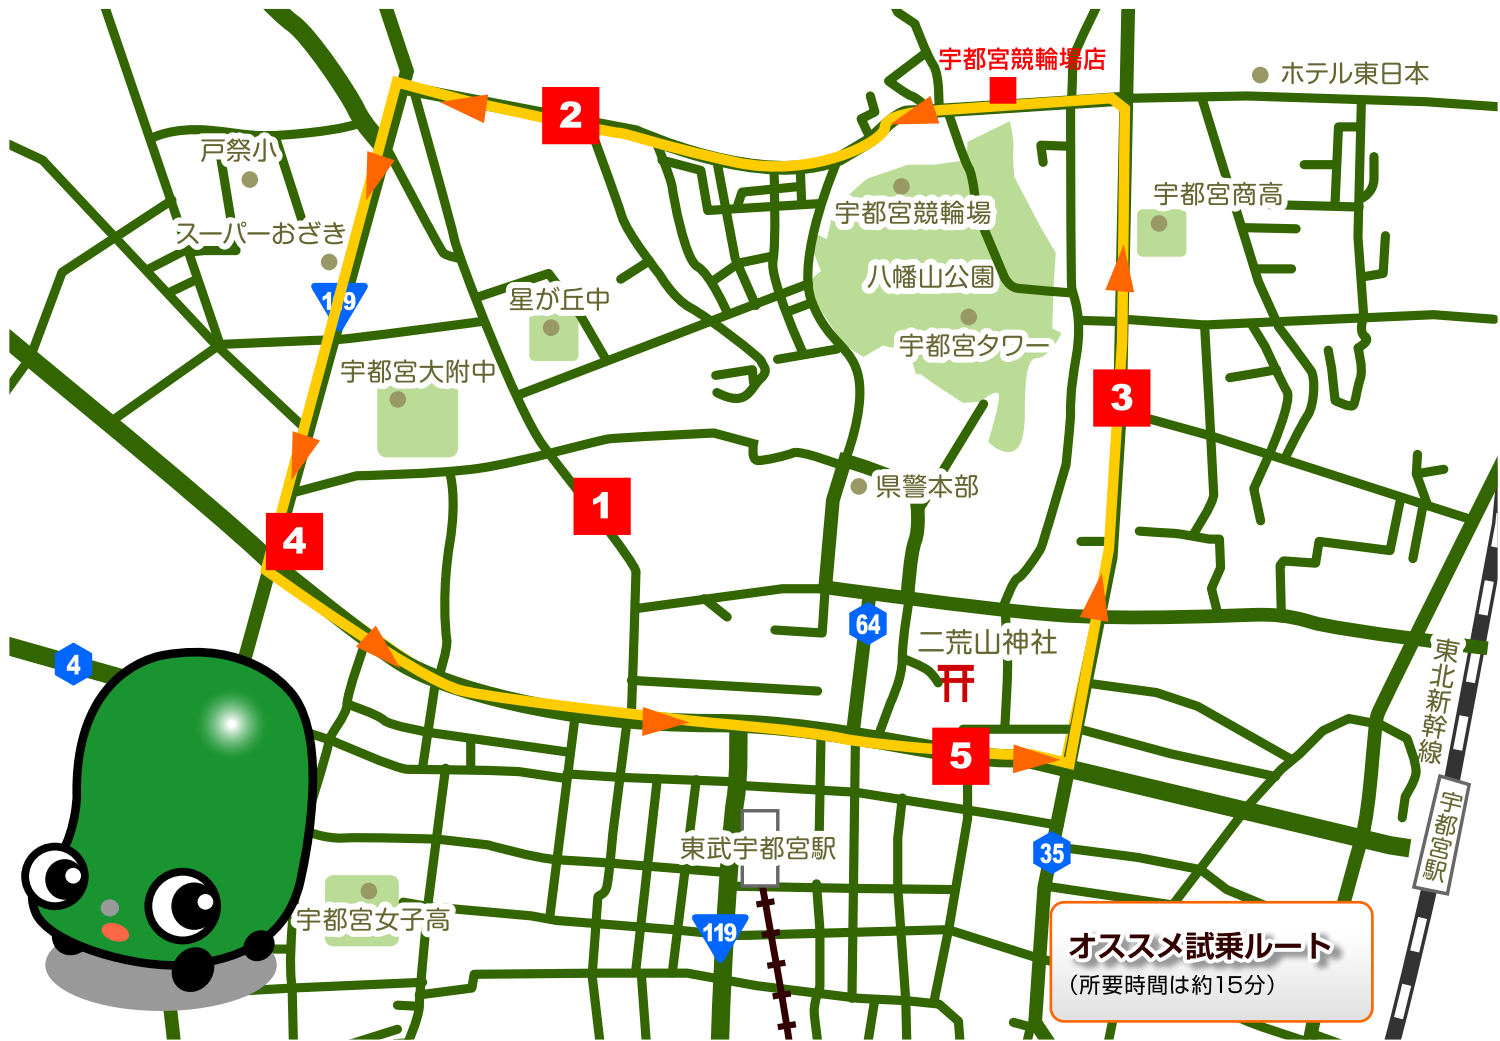 宇都宮競輪場店
ホテル東日本
2
戸祭小
宇都宮商高
宇都宮競輪場
スーパーおざき
八幡山公園
119
星が丘中
宇都宮タワー
宇都宮大附中
3
県警本部
1
4
64
二荒山神社
4
東北新幹線
5
宇都宮駅
東武宇都宮駅
35
宇都宮女子高
119
オススメ試乗ルート
（所要時間は約15分）